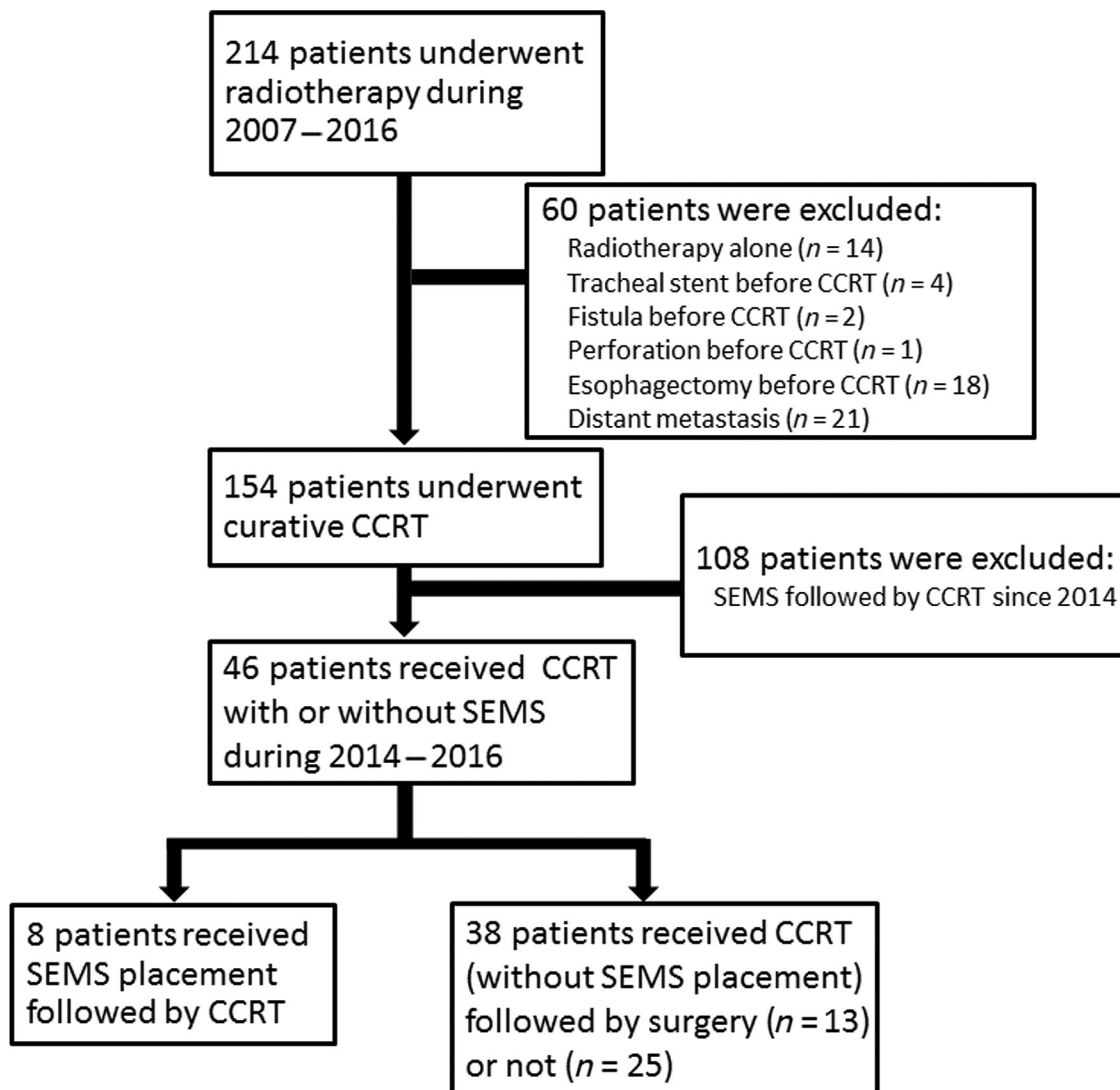 214 patients underwent
radiotherapy during
2007–2016
60 patients were excluded:
Radiotherapy alone (n = 14)
Tracheal stent before CCRT (n = 4)
Fistula before CCRT (n = 2)
Perforation before CCRT (n = 1)
Esophagectomy before CCRT (n = 18)
Distant metastasis (n = 21)
154 patients underwent
curative CCRT
108 patients were excluded:
SEMS followed by CCRT since 2014
46 patients received CCRT
with or without SEMS
during 2014–2016
8 patients received
SEMS placement
followed by CCRT
38 patients received CCRT
(without SEMS placement)
followed by surgery (n = 13)
or not (n = 25)